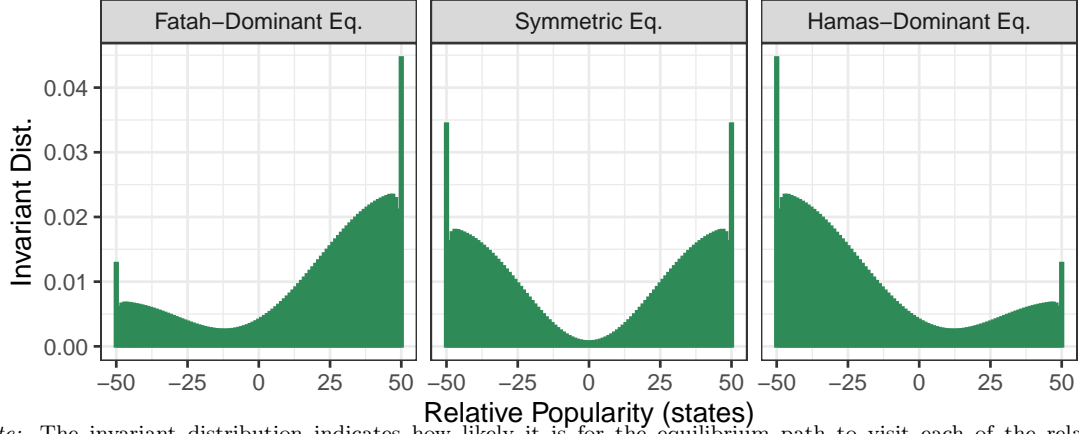 Fatah−Dominant Eq. Symmetric Eq. Hamas−Dominant Eq.
0.04
0.03
0.02
0.01
0.00
Invariant Dist.
−50 −25 0 25 50 −50 −25 0 25 50 −50 −25 0 25 50
Relative Popularity (states)
The invariant distribution indicates how likely it is for the equilibrium path to visit each of the